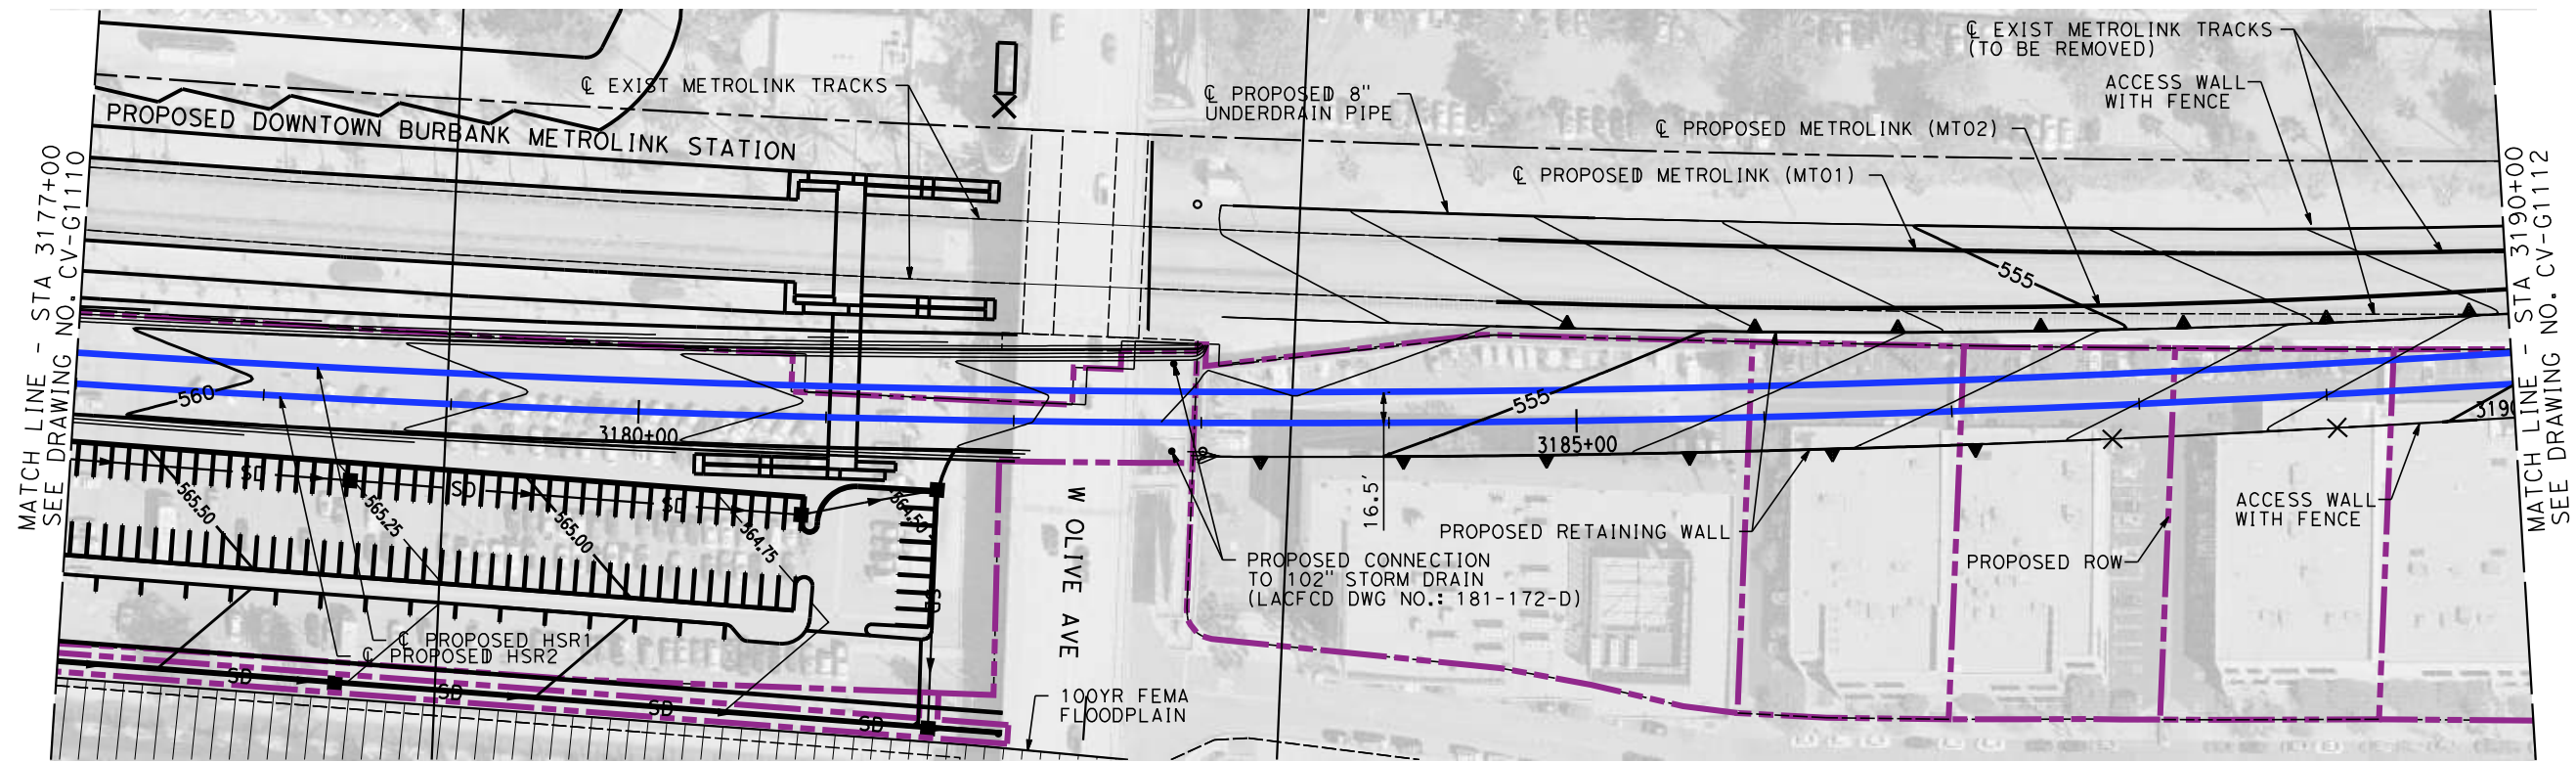 ℄ EXIST METROLINK TRACKS
(TO BE REMOVED)
℄ EXIST METROLINK TRACKS
℄ PROPOSED 8"
UNDERDRAIN PIPE
ACCESS WALL
WITH FENCE
PROPOSED DOWNTOWN BURBANK METROLINK STATION
℄ PROPOSED METROLINK (MT02)
℄ PROPOSED METROLINK (MT01)
MATCH LINE - STA 3177+00
SEE DRAWING NO. CV-G1110
MATCH LINE - STA 3190+00
SEE DRAWING NO. CV-G1112
555
560
555
3180+00
3185+00
3190
SD
SD
SD
565.50
565.25
565.00
564.75
564.50
16.5'
W OLIVE AVE
PROPOSED RETAINING WALL
ACCESS WALL
WITH FENCE
PROPOSED CONNECTION
TO 102" STORM DRAIN
(LACFCD DWG NO.: 181-172-D)
PROPOSED ROW
SD
℄ PROPOSED HSR1
℄ PROPOSED HSR2
SD
SD
SD
SD
100YR FEMA
FLOODPLAIN